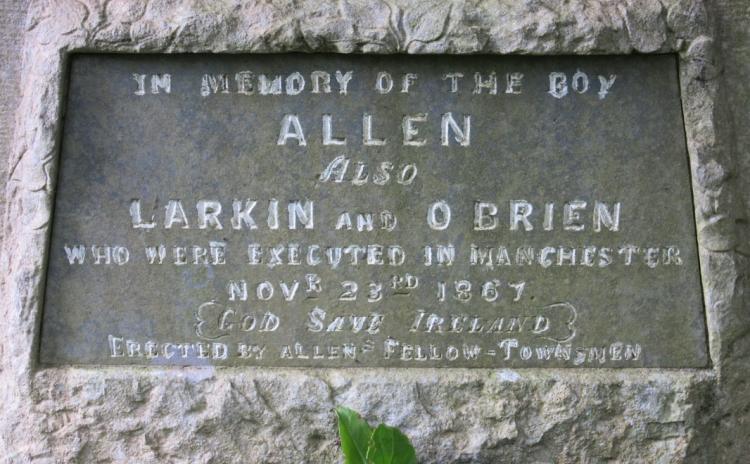 IN MEMORY OF THE BOY
ALLEN
ALSO
LARKIN AND O BRIEN
WHO WERE EXECUTED IN MANCHESTER
NOVR 23RD 1867.
GOD SAVE IRELAND
ERECTED BY ALLENS FELLOW-TOWNSMEN